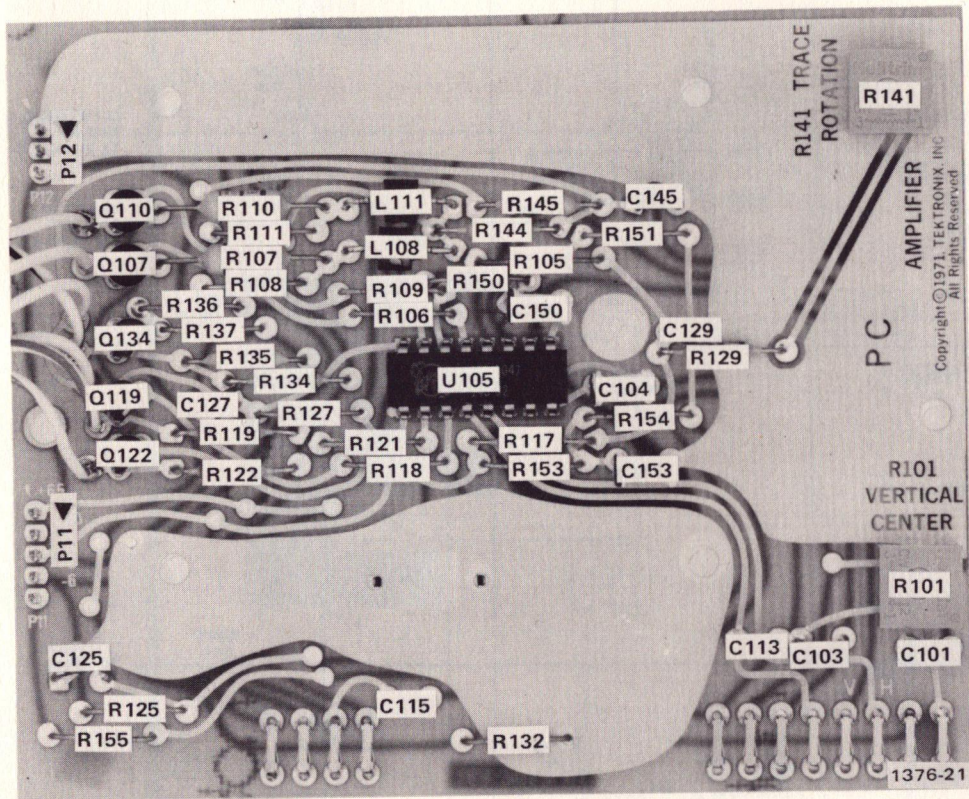 R141 TRACE
ROTATION
R141
P12
P12
AMPLIFIER
Copyright © 1971, TEKTRONIX, INC
All Rights Reserved
PC
Q110
R110
L111
R145
C145
R111
R144
R151
Q107
R107
L108
R105
R108
R109
R150
R136
R106
C150
Q134
R137
C129
R135
R129
R134
U105
C104
Q119
C127
R127
R154
R119
R121
R117
Q122
R122
R118
R153
C153
R101
VERTICAL
CENTER
P11
-6
P11
R101
C125
C113
C103
C101
R125
C115
V H
R155
R132
1376-21